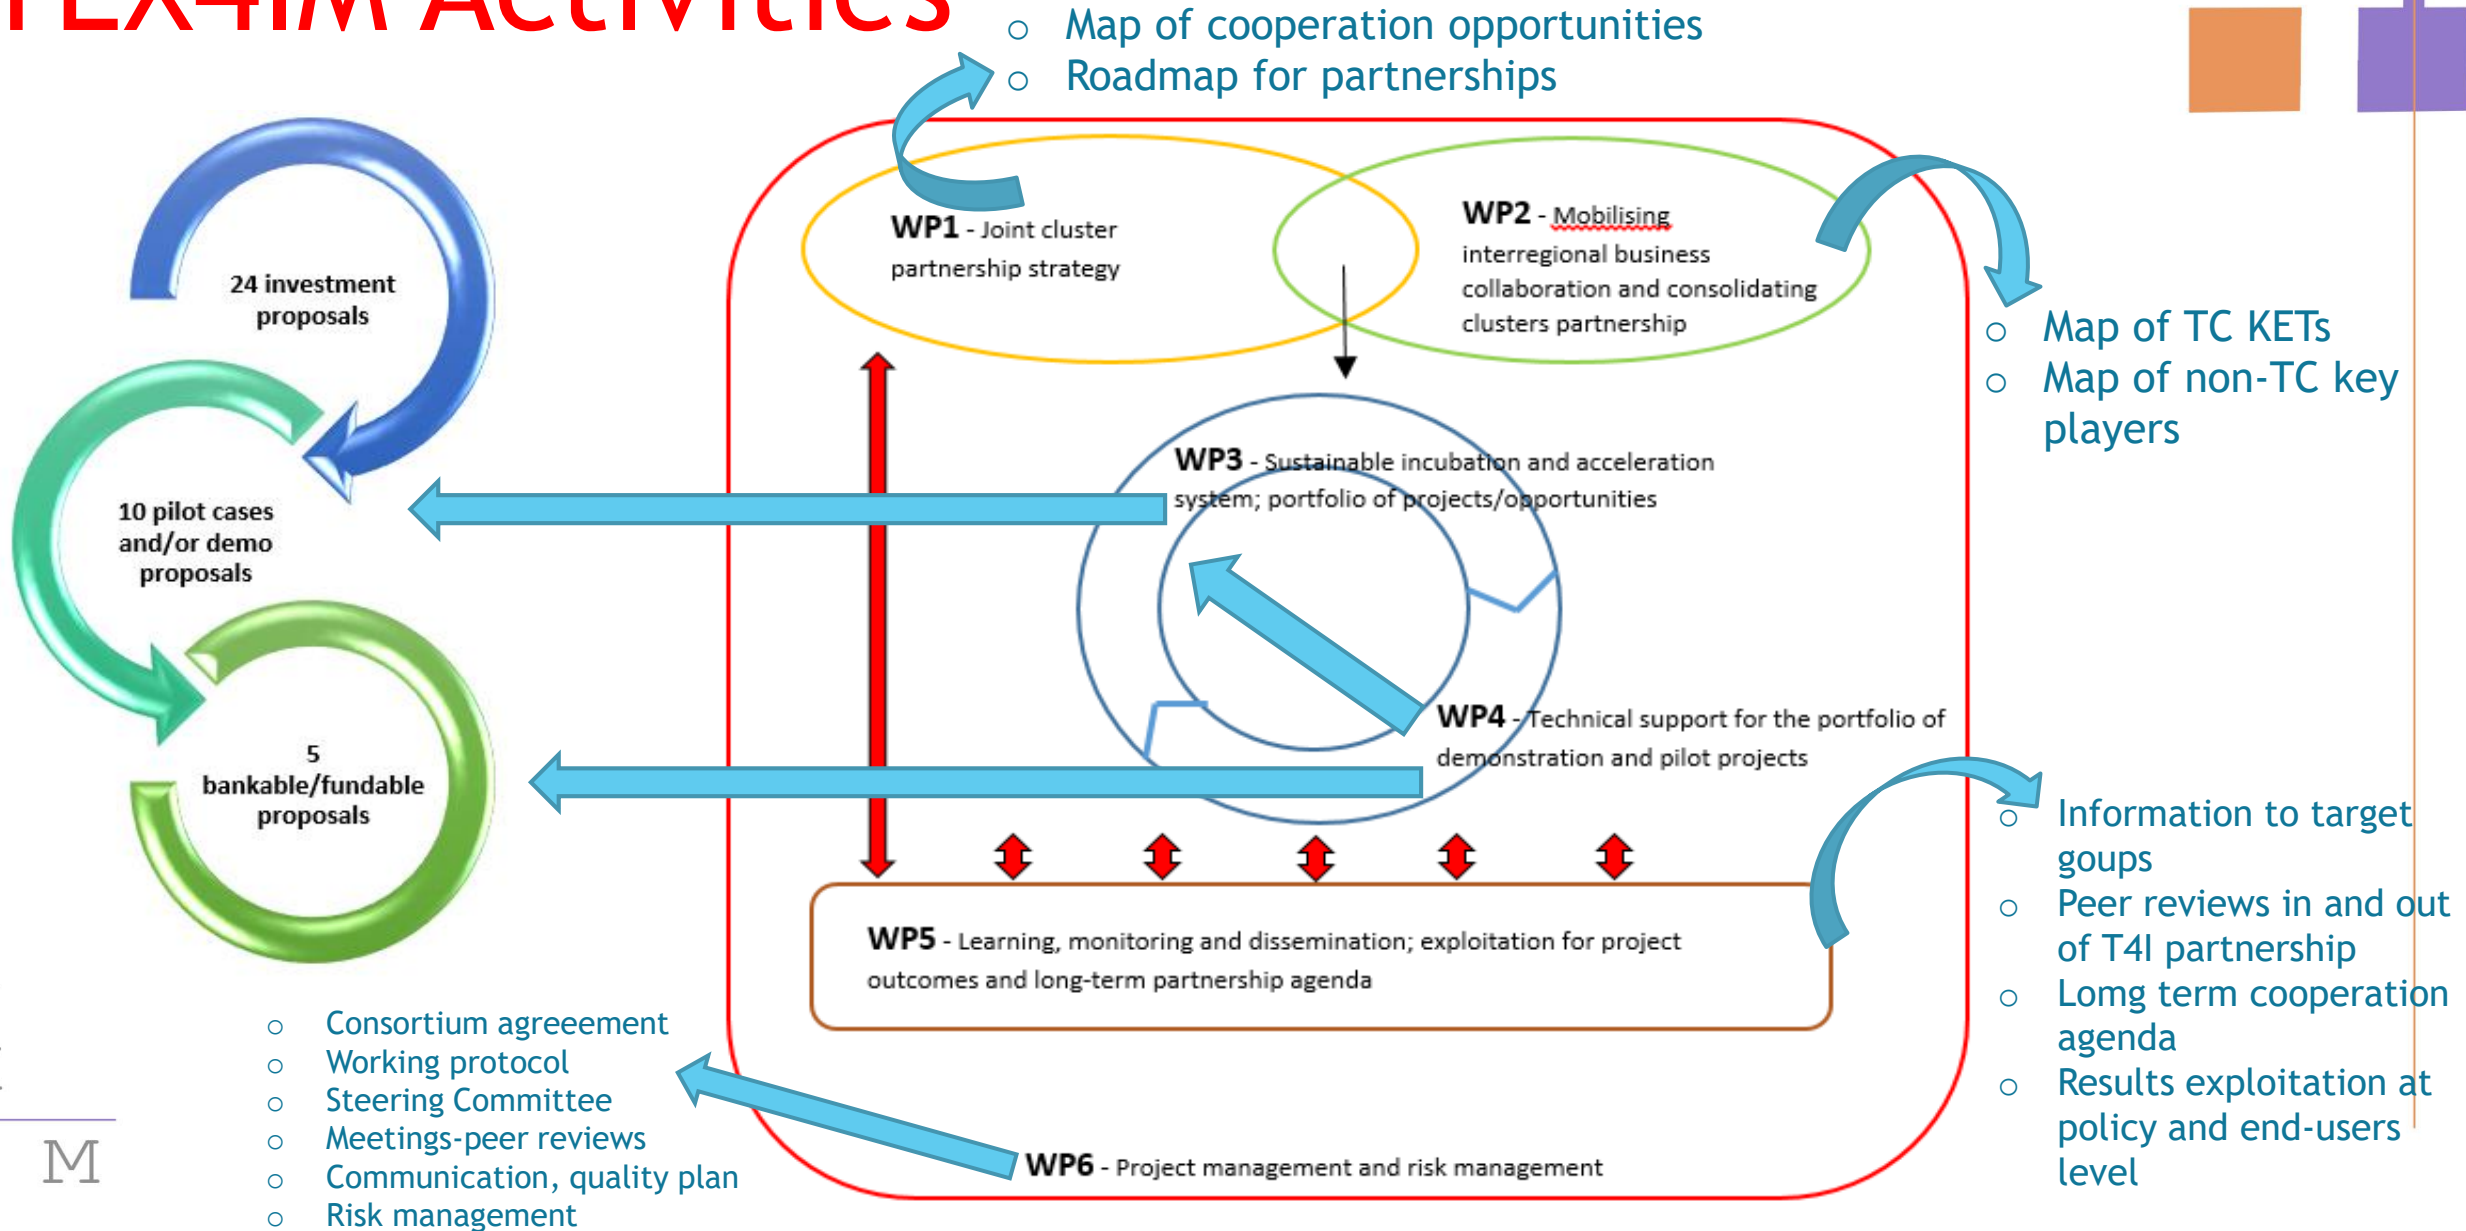 TEX4IM Activities
○ Map of cooperation opportunities
○ Roadmap for partnerships
24 investment
proposals
10 pilot cases
and/or demo
proposals
5
bankable/fundable
proposals
WP1 - Joint cluster
partnership strategy
WP2 - Mobilising
interregional business
collaboration and consolidating
clusters partnership
○ Map of TC KETs
○ Map of non-TC key
players
WP3 - Sustainable incubation and acceleration
system; portfolio of projects/opportunities
WP4 - Technical support for the portfolio of
demonstration and pilot projects
WP5 - Learning, monitoring and dissemination; exploitation for project
outcomes and long-term partnership agenda
○ Information to target
goups
○ Peer reviews in and out
of T4I partnership
○ Lomg term cooperation
agenda
○ Results exploitation at
policy and end-users
level
○ Consortium agreeement
○ Working protocol
○ Steering Committee
○ Meetings-peer reviews
○ Communication, quality plan
○ Risk management
WP6 - Project management and risk management
M